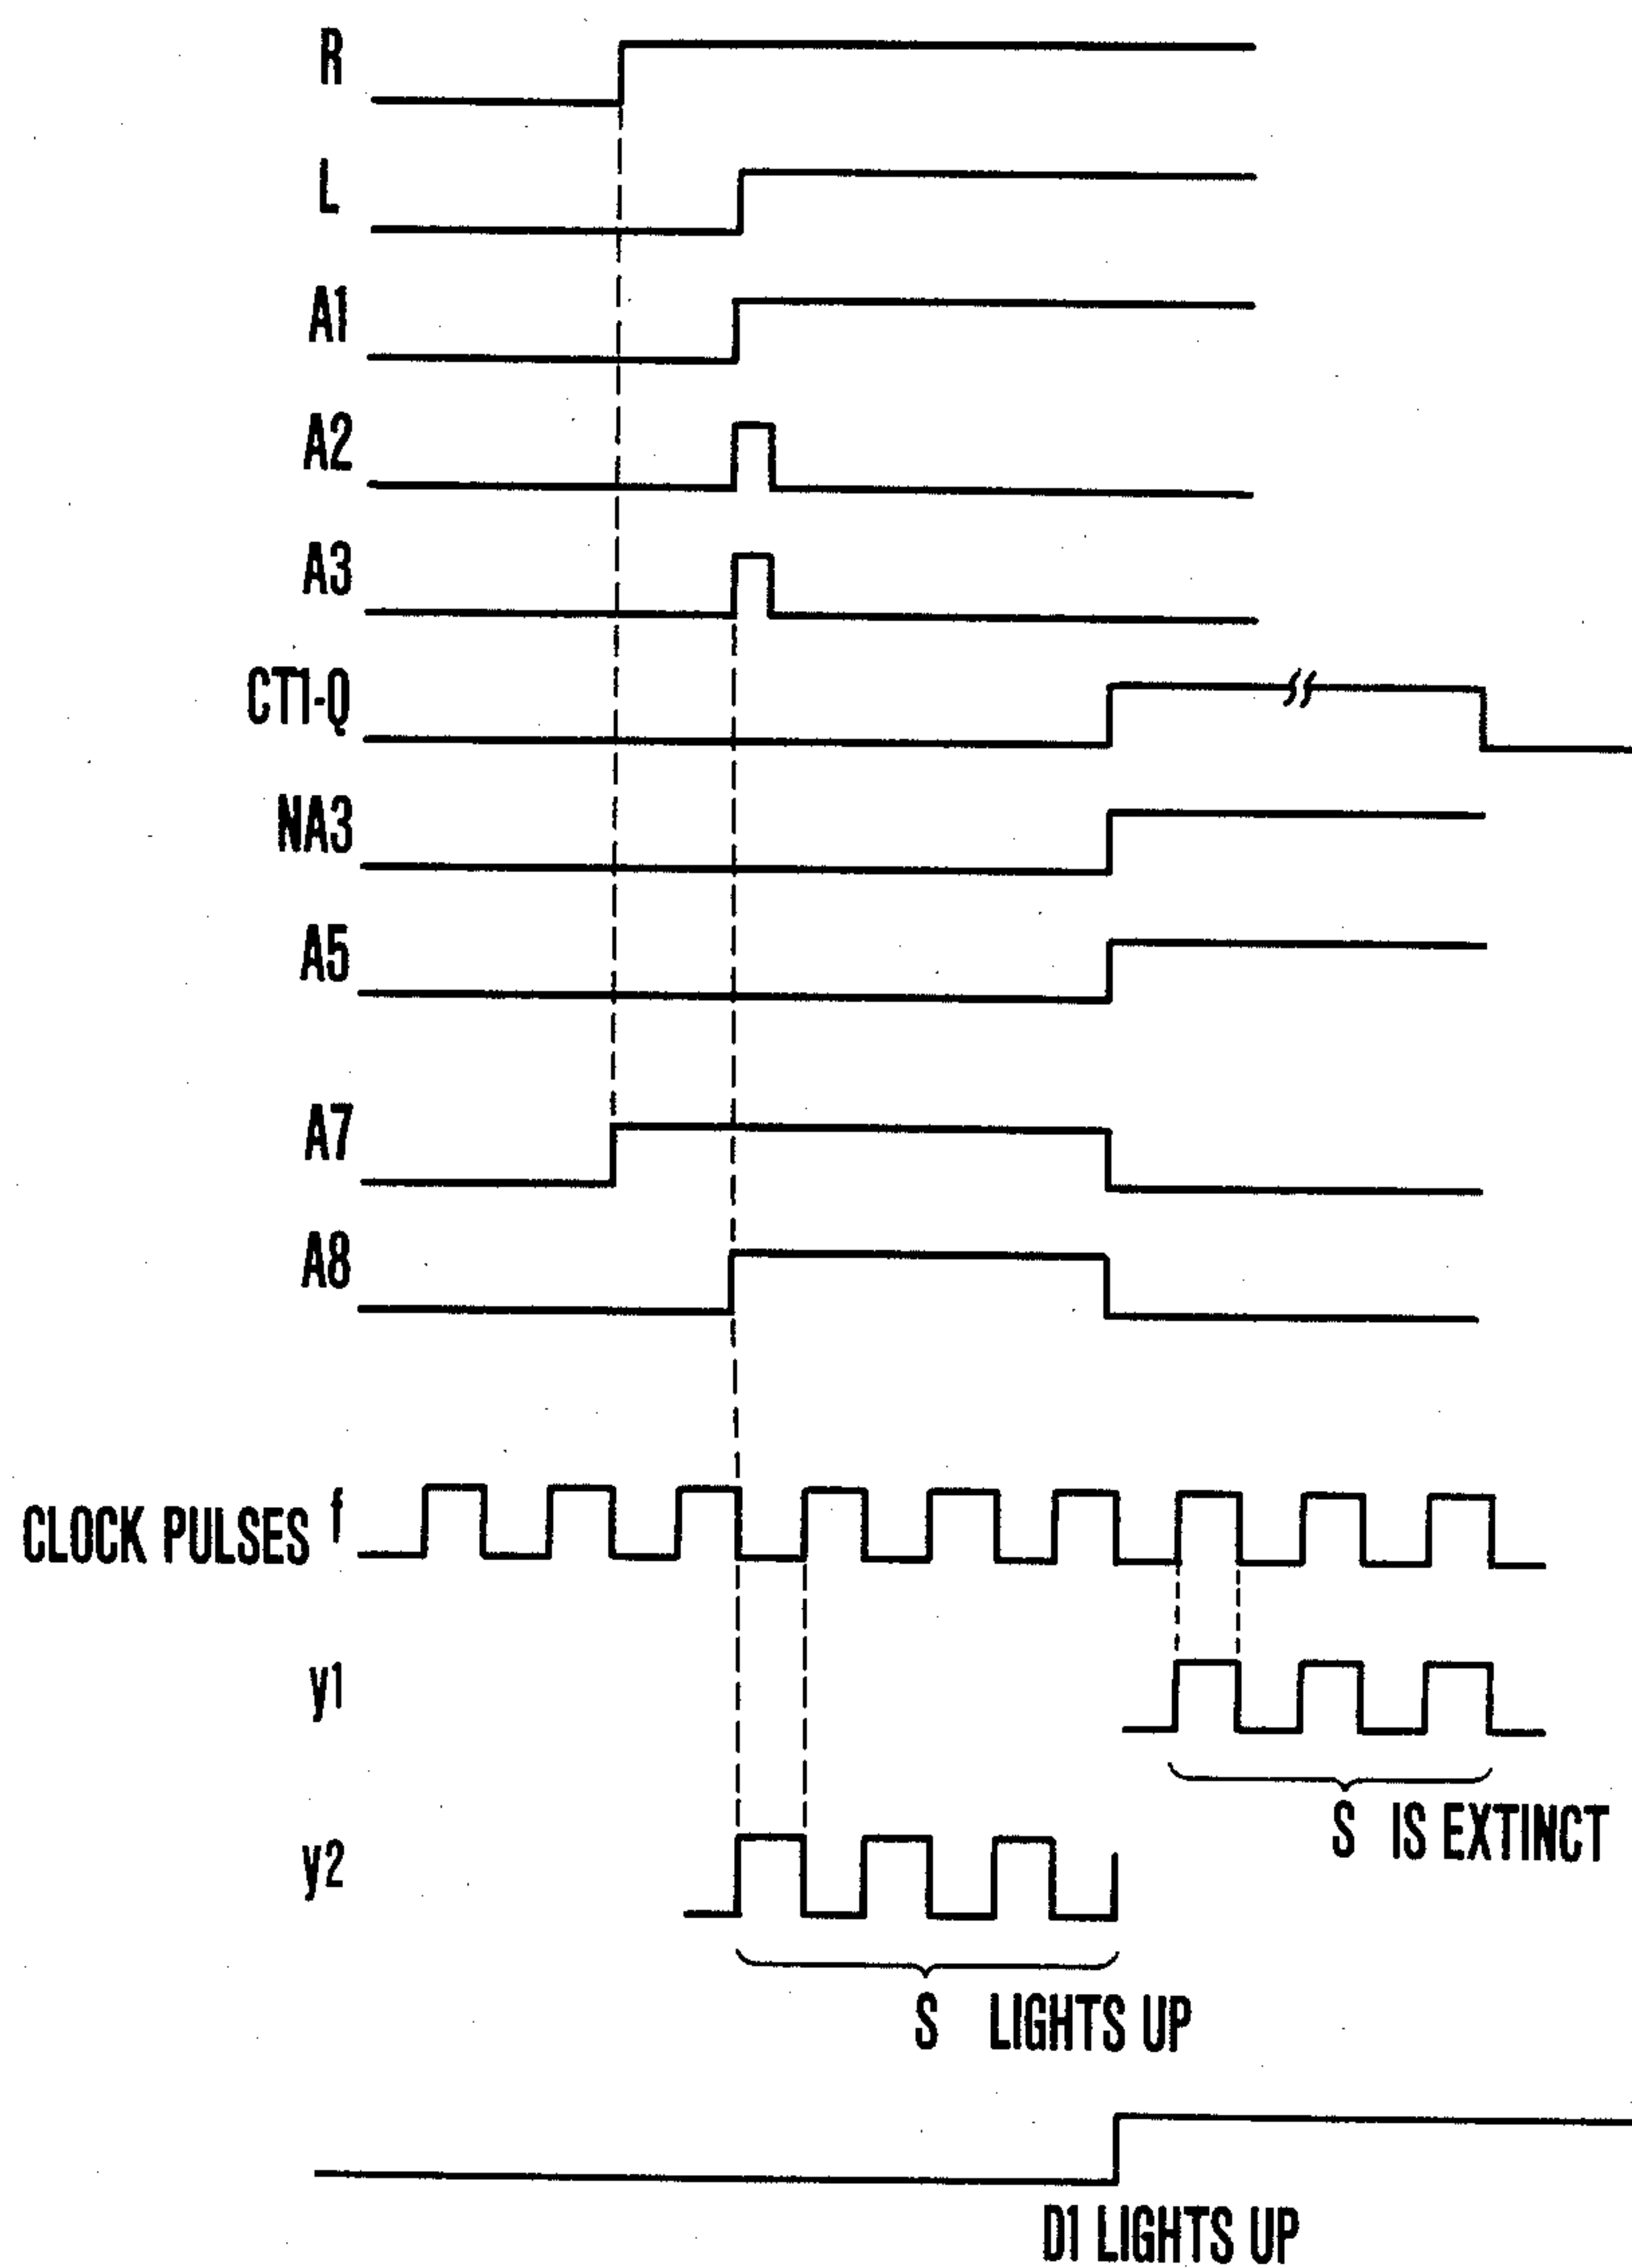 R
L
A1
A2
A3
CT1-Q
NA3
A5
A7
A8
CLOCK PULSES f
y1
S IS EXTINCT
y2
S LIGHTS UP
D1 LIGHTS UP